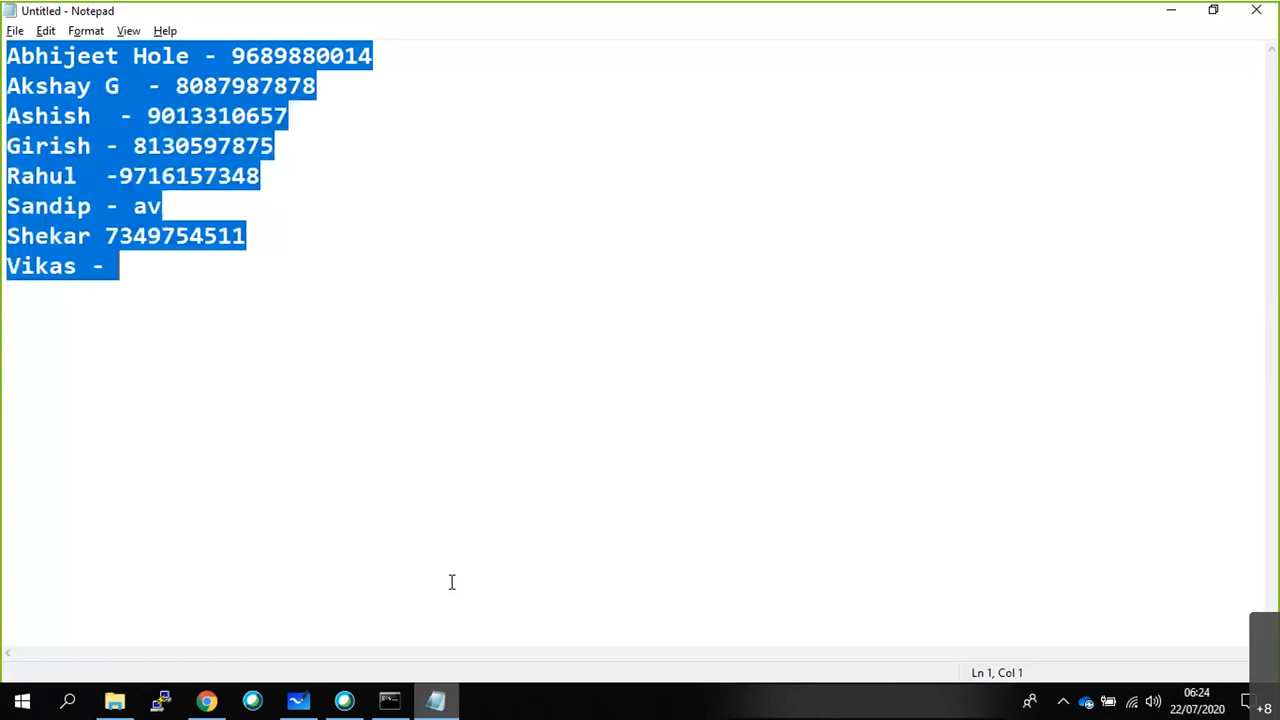 Untitled - Notepad
File Edit Format View Help
Abhijeet Hole - 9689880014
Akshay G  - 8087987878
Ashish  - 9013310657
Girish - 8130597875
Rahul  -9716157348
Sandip - av
Shekar 7349754511
Vikas -
Ln 1, Col 1
06:24
22/07/2020
+8